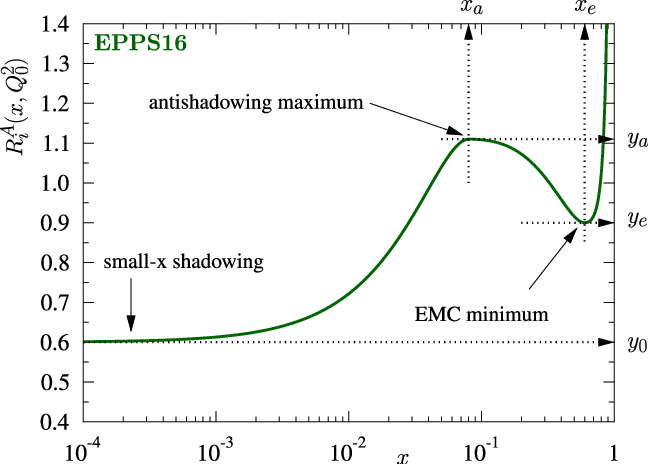 x_a x_e
EPPS16
R_i^A(x, Q_0^2)
1.4
1.3
1.2
1.1
1.0
0.9
0.8
0.7
0.6
0.5
0.4
antishadowing maximum
y_a
y_e
small-x shadowing
EMC minimum
y_0
10^-4 10^-3 10^-2 10^-1 1
x